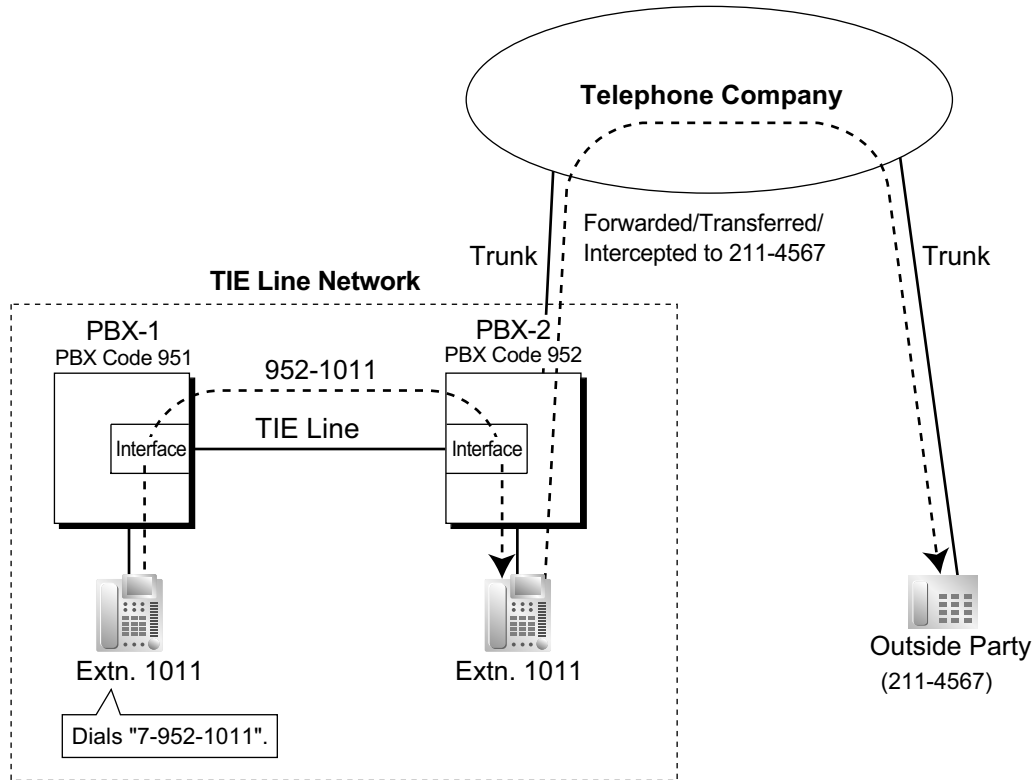 Telephone Company
Forwarded/Transferred/
Intercepted to 211-4567
Trunk
Trunk
TIE Line Network
PBX-1
PBX Code 951
PBX-2
PBX Code 952
952-1011
TIE Line
Interface
Interface
Extn. 1011
Extn. 1011
Outside Party
(211-4567)
Dials "7-952-1011".